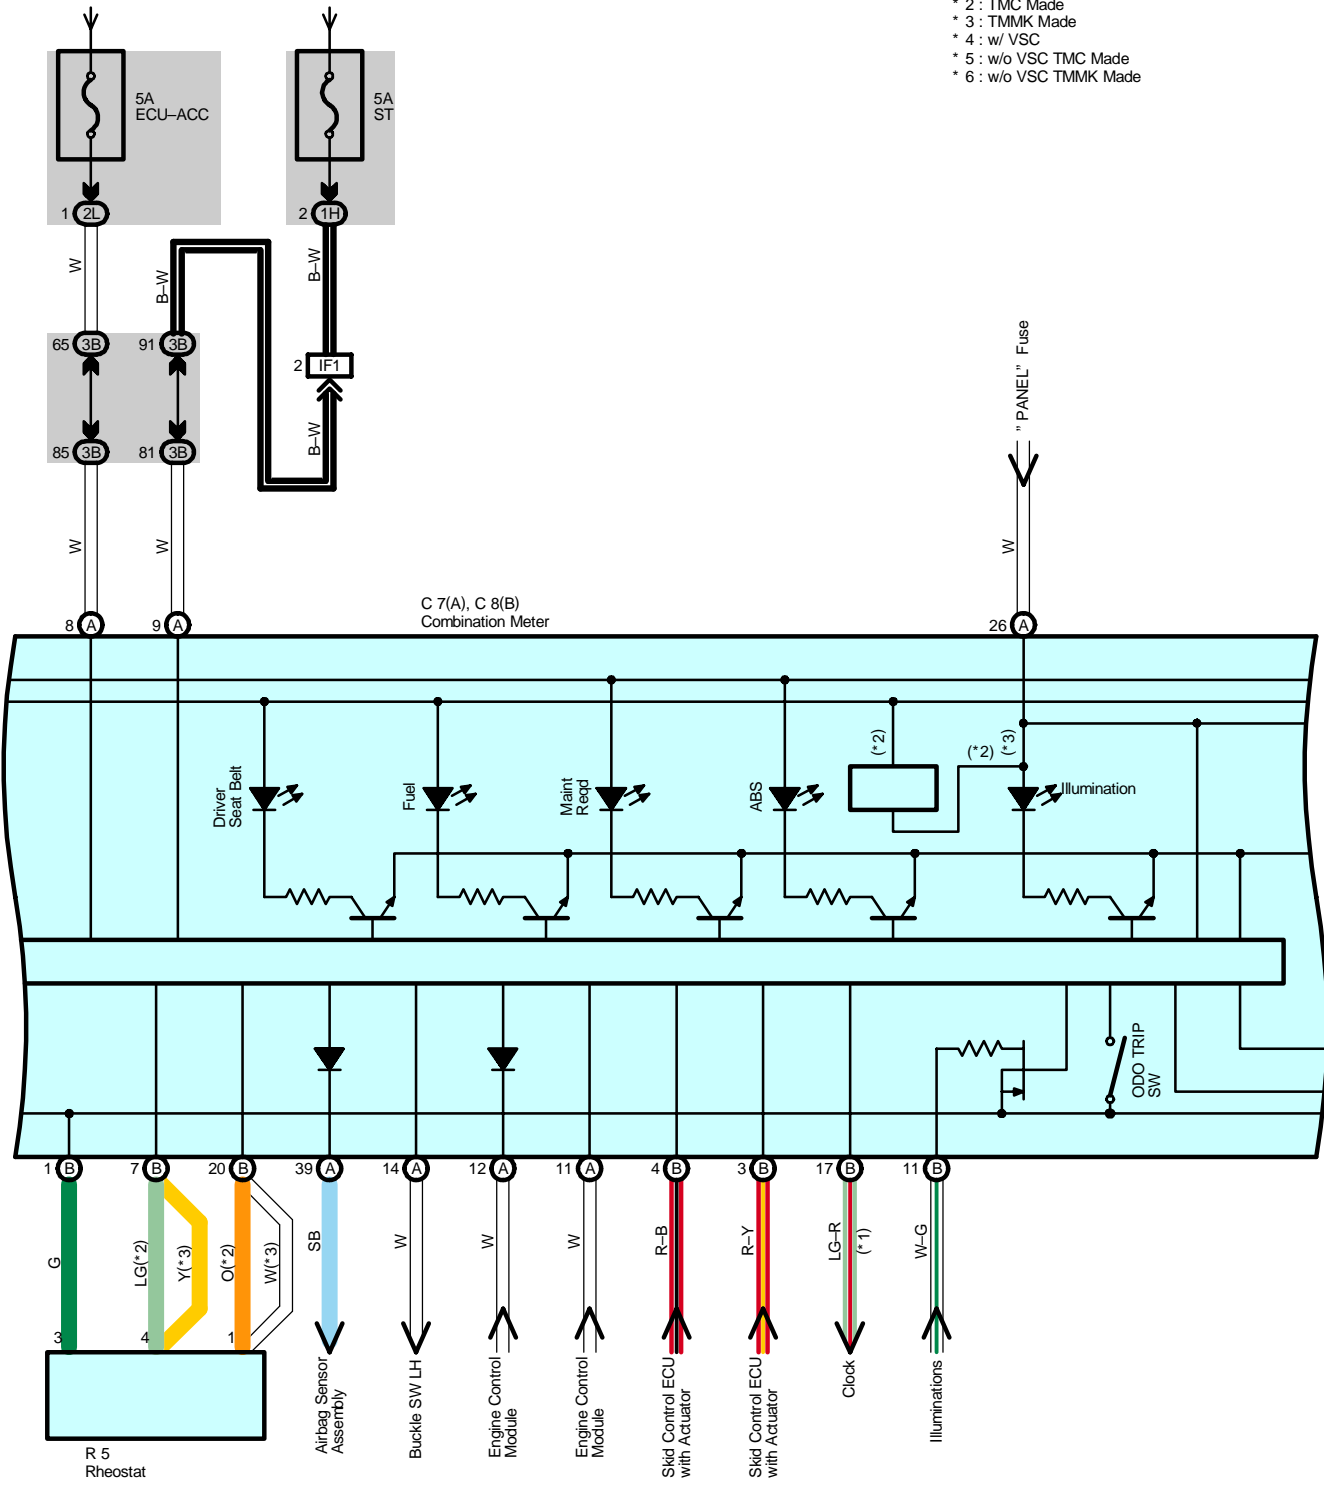 * 2 : TMC Made
* 3 : TMMK Made
* 4 : w/ VSC
* 5 : w/o VSC TMC Made
* 6 : w/o VSC TMMK Made
5A
ECU–ACC
5A
ST
1 2L
2 1H
W
B–W
B–W
65 3B
91 3B
2 IF1
B–W
85 3B
81 3B
" PANEL" Fuse
W
W
W
C 7(A), C 8(B)
Combination Meter
8 A
9 A
26 A
(*2)
(*2)
(*3)
Driver
Seat Belt
Fuel
Maint
Reqd
ABS
Illumination
ODO TRIP
SW
1 B
7 B
20 B
39 A
14 A
12 A
11 A
4 B
3 B
17 B
11 B
G
LG(*2)
Y(*3)
O(*2)
W(*3)
SB
W
W
W
R–B
R–Y
LG–R
(*1)
W–G
3
4
1
Airbag Sensor
Assembly
Buckle SW LH
Engine Control
Module
Engine Control
Module
Skid Control ECU
with Actuator
Skid Control ECU
with Actuator
Clock
Illuminations
R 5
Rheostat